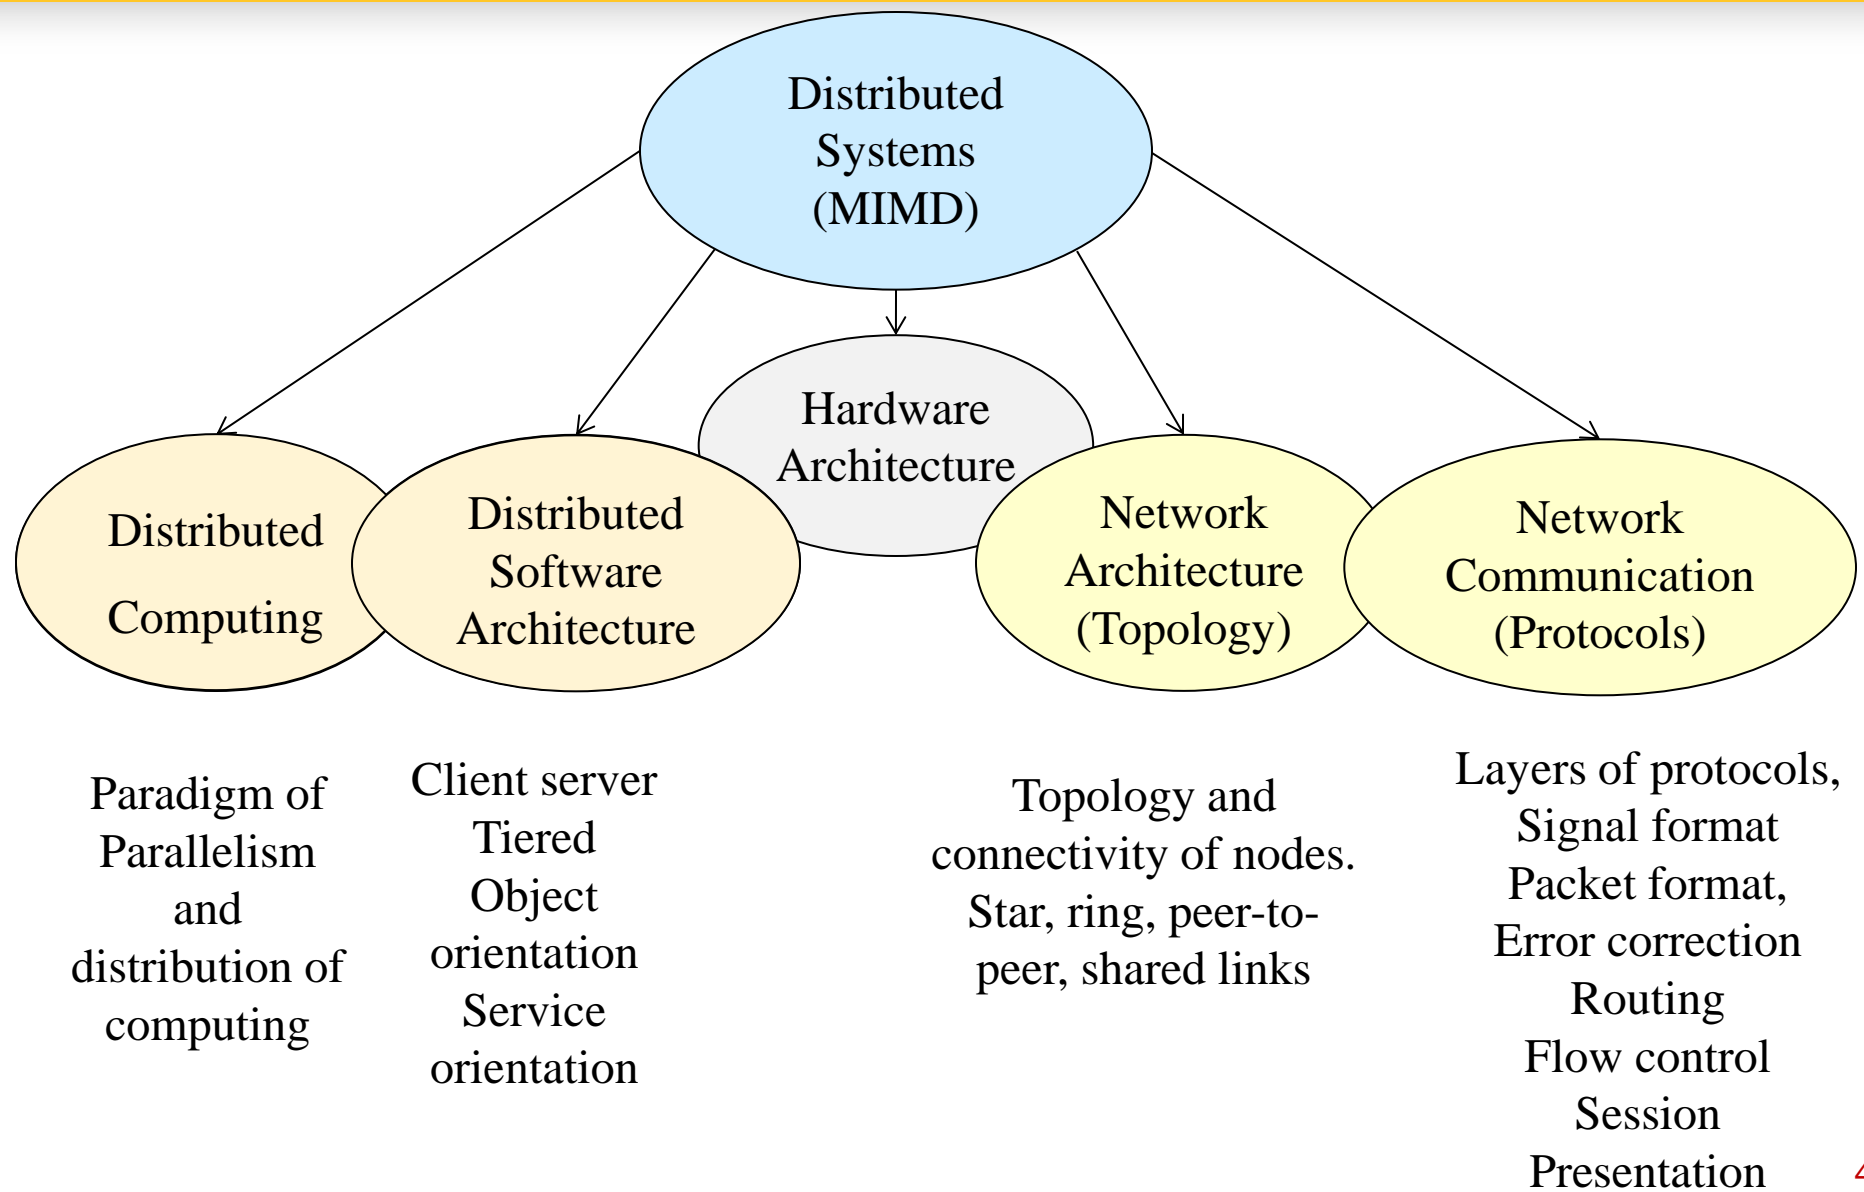 Distributed
Systems
(MIMD)
Hardware
Architecture
Distributed
Computing
Distributed
Software
Architecture
Network
Architecture
(Topology)
Network
Communication
(Protocols)
Paradigm of
Parallelism
and
distribution of
computing
Client server
Tiered
Object
orientation
Service
orientation
Topology and
connectivity of nodes.
Star, ring, peer-to-
peer, shared links
Layers of protocols,
Signal format
Packet format,
Error correction
Routing
Flow control
Session
Presentation